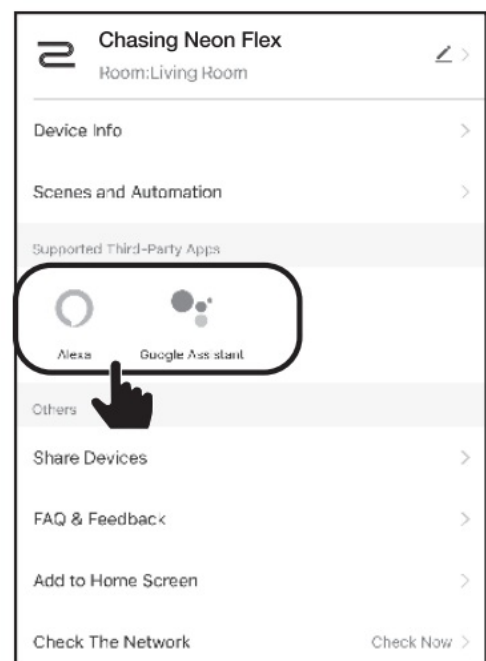 Chasing Neon Flex
Room:Living Room
Device Info
Scenes and Automation
Supported Third-Party Apps
Alexa Google Assistant
Others
Share Devices
FAQ & Feedback
Add to Home Screen
Check The Network Check Now